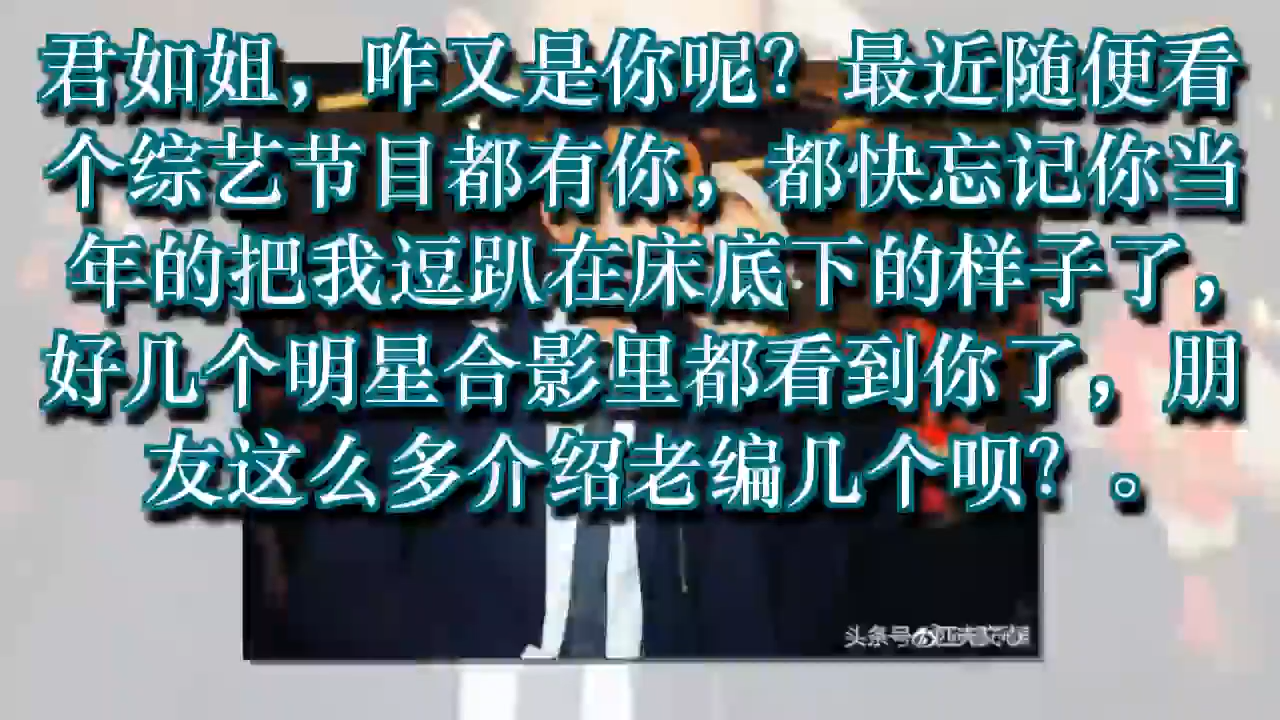 君如姐，咋又是你呢？最近随便看
个综艺节目都有你，都快忘记你当
年的把我逗趴在床底下的样子了，
好几个明星合影里都看到你了，朋
友这么多介绍老编几个呗？。
头条号